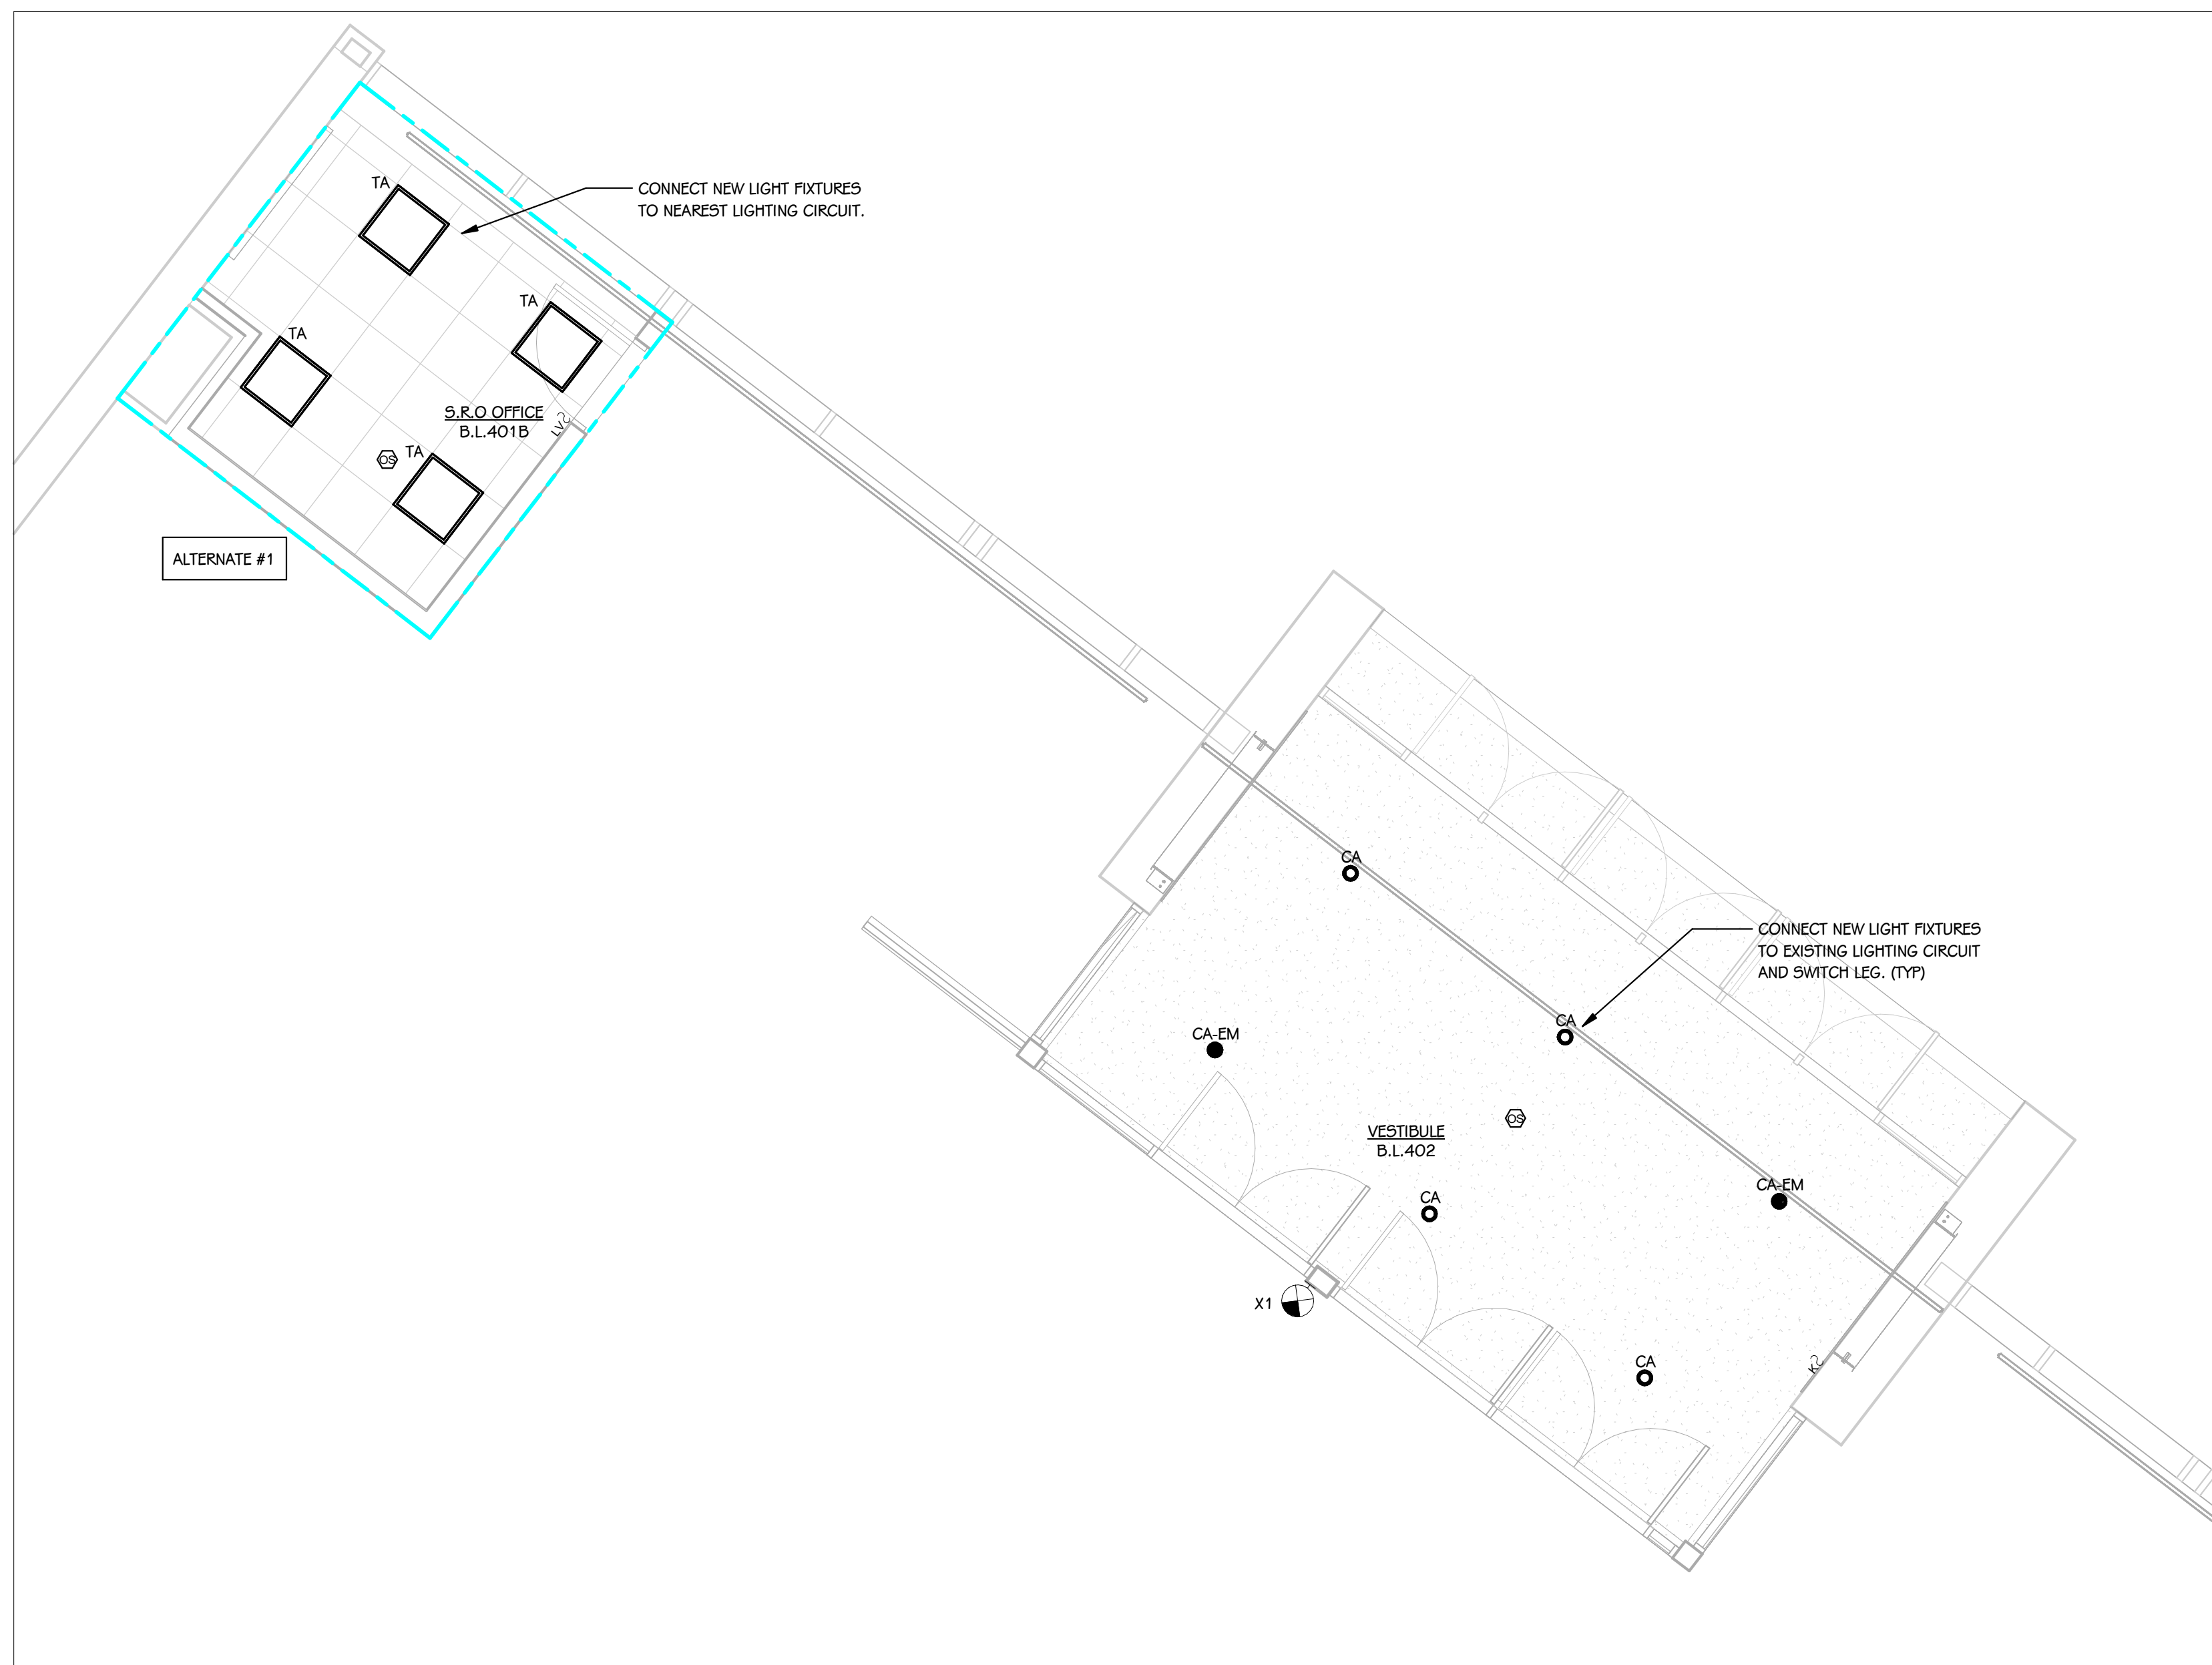 TA
CONNECT NEW LIGHT FIXTURES
TO NEAREST LIGHTING CIRCUIT.
TA
TA
S.R.O OFFICE
B.L.401B
SLV
TA
OS
ALTERNATE #1
CA
CONNECT NEW LIGHT FIXTURES
TO EXISTING LIGHTING CIRCUIT
AND SWITCH LEG. (TYP)
CA
CA-EM
OS
VESTIBULE
B.L.402
CA-EM
CA
X1
CA
SK